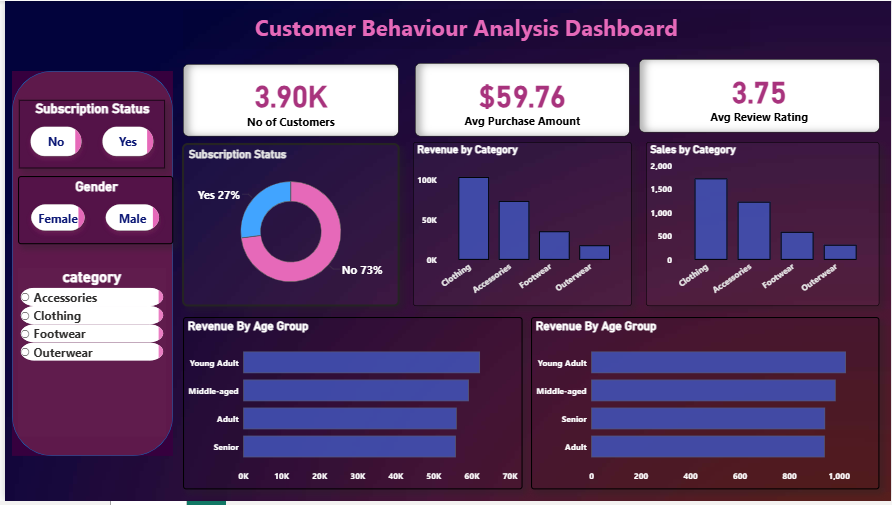 Customer Behaviour Analysis Dashboard
Subscription Status
No Yes
Gender
Female Male
category
Accessories
Clothing
Footwear
Outerwear
3.90K
No of Customers
$59.76
Avg Purchase Amount
3.75
Avg Review Rating
Subscription Status
Yes 27%
No 73%
Revenue by Category
100K
50K
0K
Clothing Accessories Footwear Outerwear
Sales by Category
2,000
1,500
1,000
500
0
Clothing Accessories Footwear Outerwear
Revenue By Age Group
Young Adult
Middle-aged
Adult
Senior
0K 10K 20K 30K 40K 50K 60K 70K
Revenue By Age Group
Young Adult
Middle-aged
Senior
Adult
0 200 400 600 800 1,000